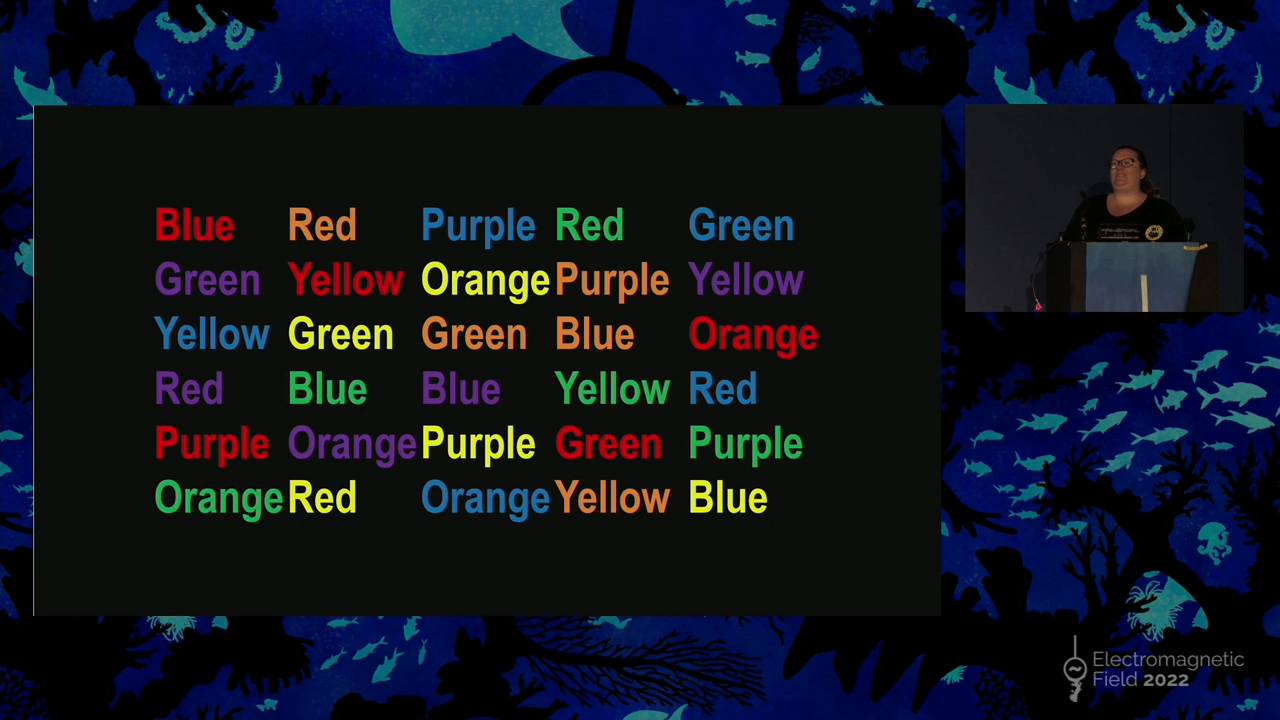 Blue Red Purple Red Green
Green Yellow Orange Purple Yellow
Yellow Green Green Blue Orange
Red Blue Blue Yellow Red
Purple Orange Purple Green Purple
Orange Red Orange Yellow Blue
Electromagnetic
Field 2022